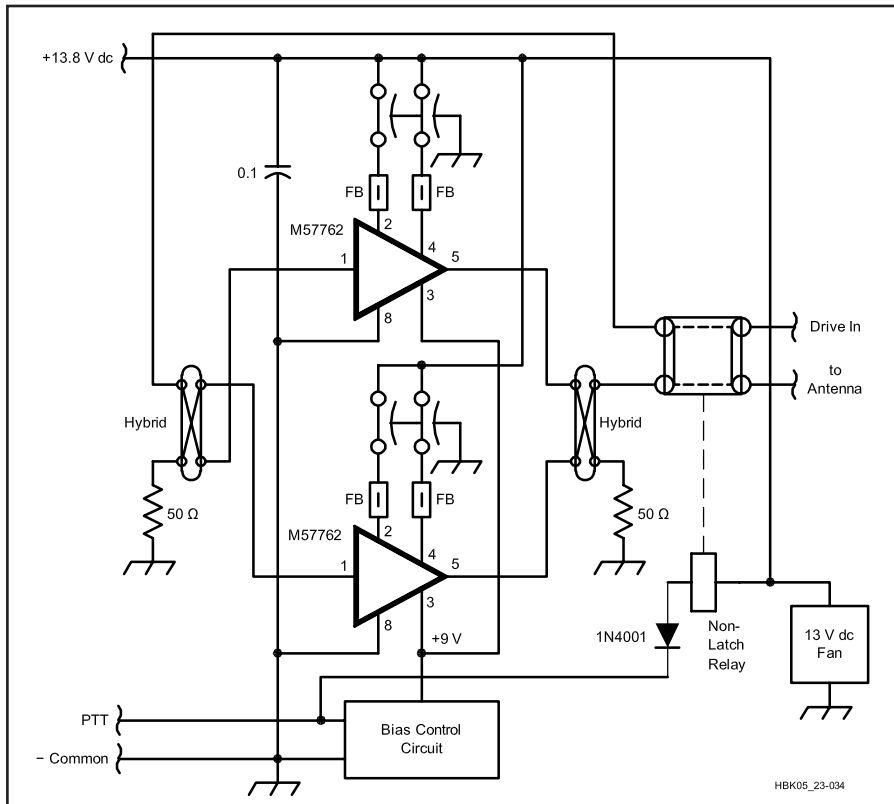 +13.8 V dc
0.1
FB
FB
M57762
2
4
1
5
3
8
Drive In
to
Antenna
Hybrid
Hybrid
50 Ω
50 Ω
FB
FB
M57762
2
4
1
5
3
8
+9 V
1N4001
Non-
Latch
Relay
13 V dc
Fan
PTT
Bias Control
Circuit
− Common
HBK05_23-034